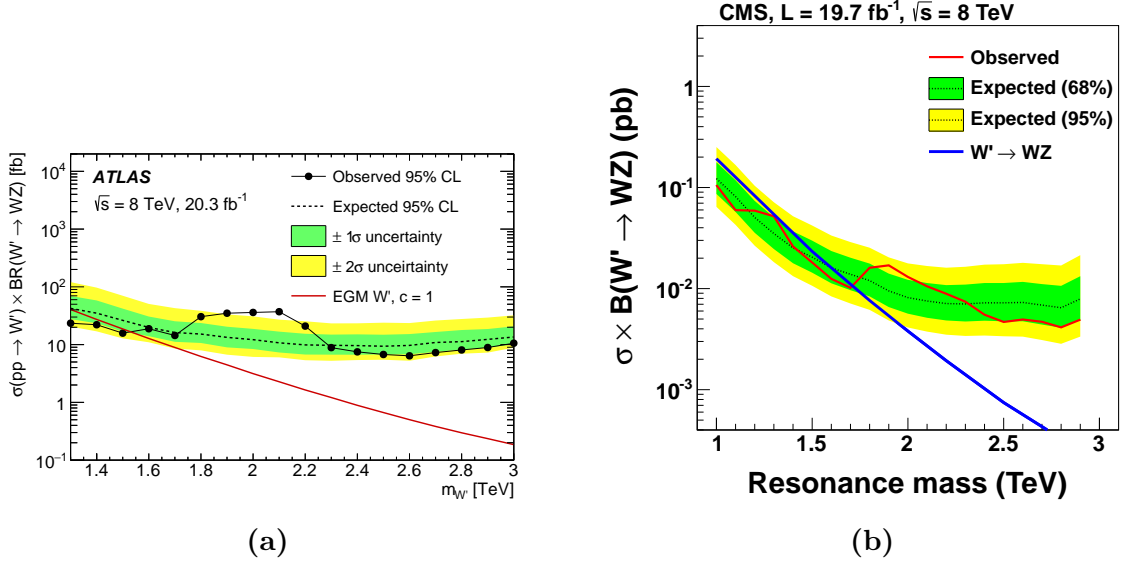 ATLAS
√s = 8 TeV, 20.3 fb⁻¹
Observed 95% CL
Expected 95% CL
± 1σ uncertainty
± 2σ unceirtainty
EGM W', c = 1
σ(pp → W') × BR(W' → WZ) [fb]
10⁴
10³
10²
10
1
10⁻¹
1.4 1.6 1.8 2 2.2 2.4 2.6 2.8 3
m_W' [TeV]
(a)
CMS, L = 19.7 fb⁻¹, √s = 8 TeV
Observed
Expected (68%)
Expected (95%)
W' → WZ
σ × B(W' → WZ) (pb)
1
10⁻¹
10⁻²
10⁻³
1 1.5 2 2.5 3
Resonance mass (TeV)
(b)